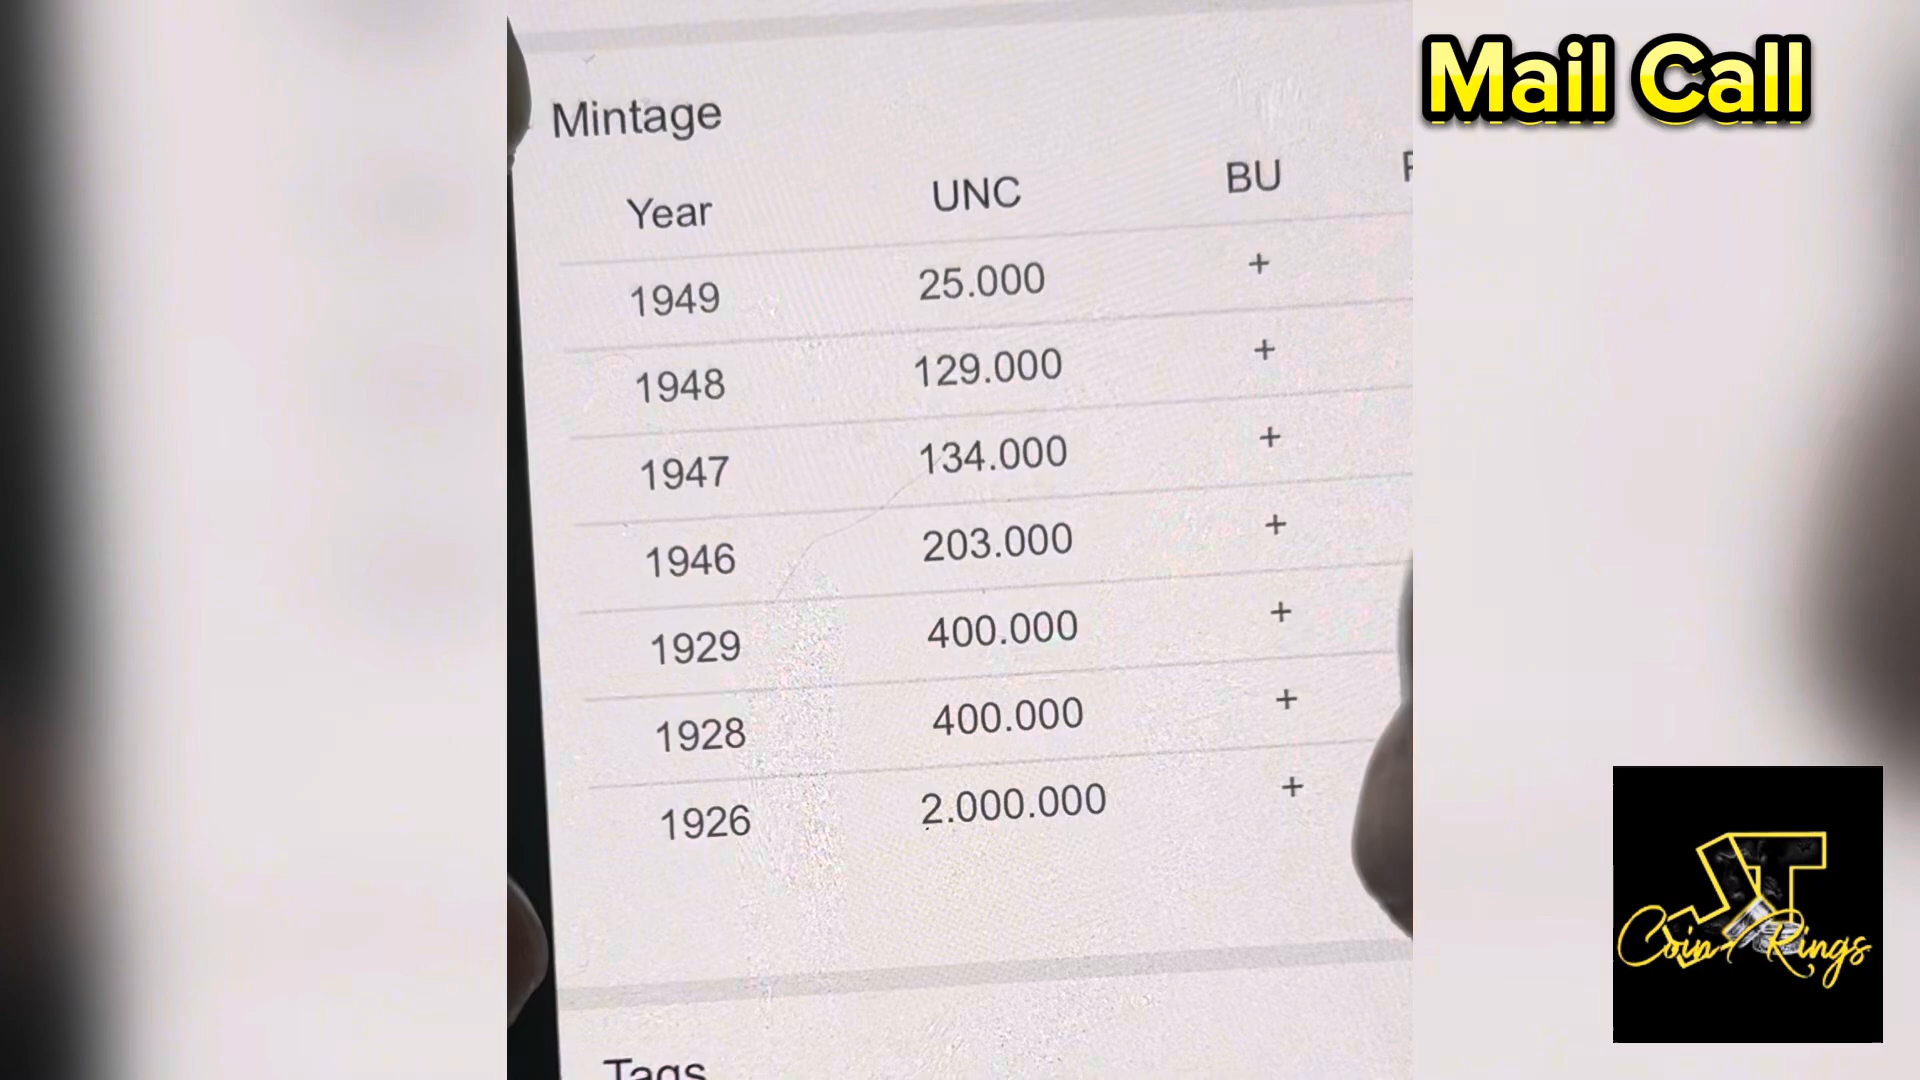 Mail Call
Mintage
Year UNC BU
1949 25.000 +
1948 129.000 +
1947 134.000 +
1946 203.000 +
1929 400.000 +
1928 400.000 +
1926 2.000.000 +
Tags
JT
Coin Rings